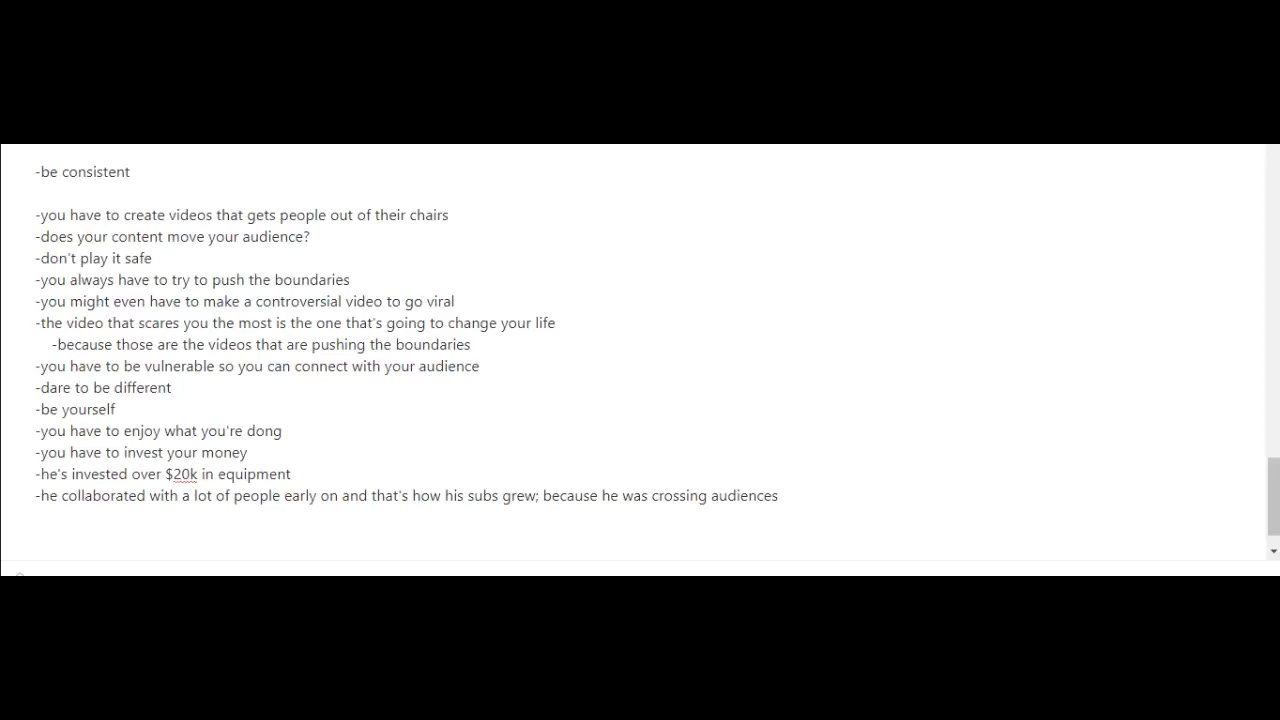 -be consistent
-you have to create videos that gets people out of their chairs
-does your content move your audience?
-don't play it safe
-you always have to try to push the boundaries
-you might even have to make a controversial video to go viral
-the video that scares you the most is the one that's going to change your life
-because those are the videos that are pushing the boundaries
-you have to be vulnerable so you can connect with your audience
-dare to be different
-be yourself
-you have to enjoy what you're dong
-you have to invest your money
-he's invested over $20k in equipment
-he collaborated with a lot of people early on and that's how his subs grew; because he was crossing audiences